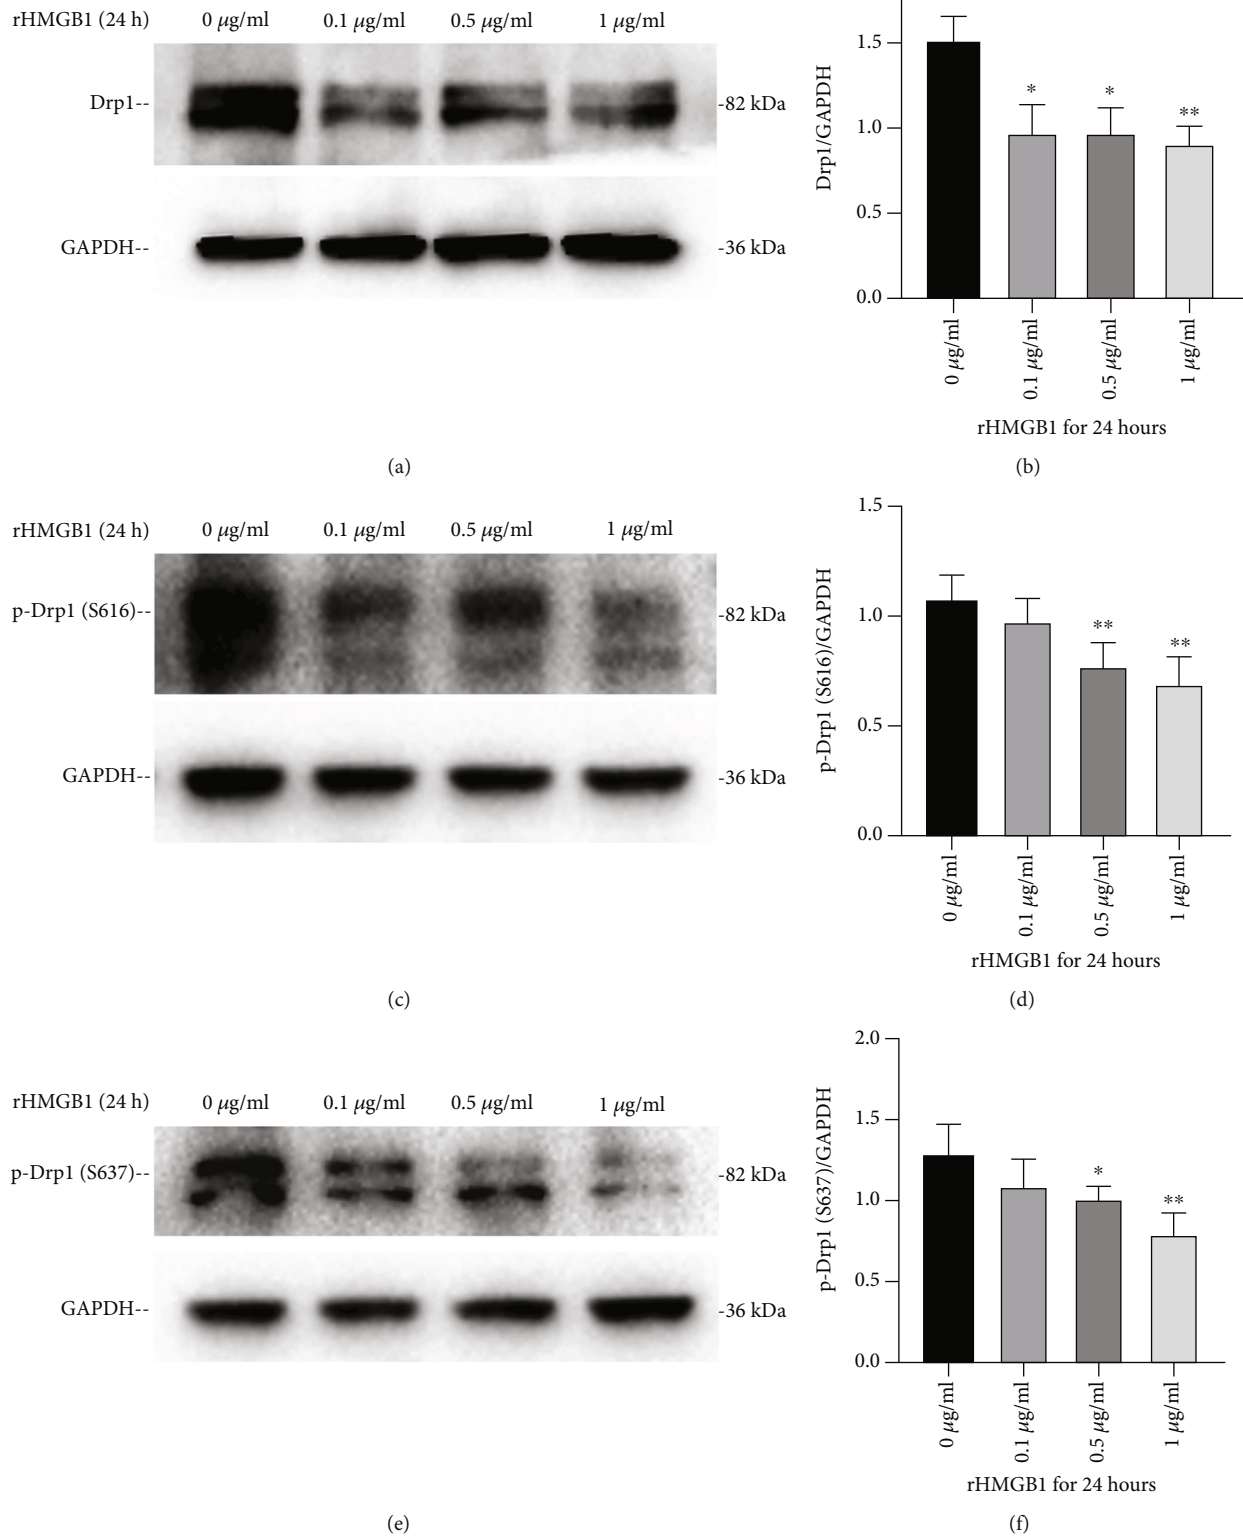 rHMGB1 (24 h) 0 μg/ml 0.1 μg/ml 0.5 μg/ml 1 μg/ml
Drp1--
-82 kDa
GAPDH--
-36 kDa
(a)
Drp1/GAPDH
1.5
1.0
0.5
0.0
*
*
**
0 μg/ml
0.1 μg/ml
0.5 μg/ml
1 μg/ml
rHMGB1 for 24 hours
(b)
rHMGB1 (24 h) 0 μg/ml 0.1 μg/ml 0.5 μg/ml 1 μg/ml
p-Drp1 (S616)--
-82 kDa
GAPDH--
-36 kDa
(c)
p-Drp1 (S616)/GAPDH
1.5
1.0
0.5
0.0
**
**
0 μg/ml
0.1 μg/ml
0.5 μg/ml
1 μg/ml
rHMGB1 for 24 hours
(d)
rHMGB1 (24 h) 0 μg/ml 0.1 μg/ml 0.5 μg/ml 1 μg/ml
p-Drp1 (S637)--
-82 kDa
GAPDH--
-36 kDa
(e)
p-Drp1 (S637)/GAPDH
2.0
1.5
1.0
0.5
0.0
*
**
0 μg/ml
0.1 μg/ml
0.5 μg/ml
1 μg/ml
rHMGB1 for 24 hours
(f)